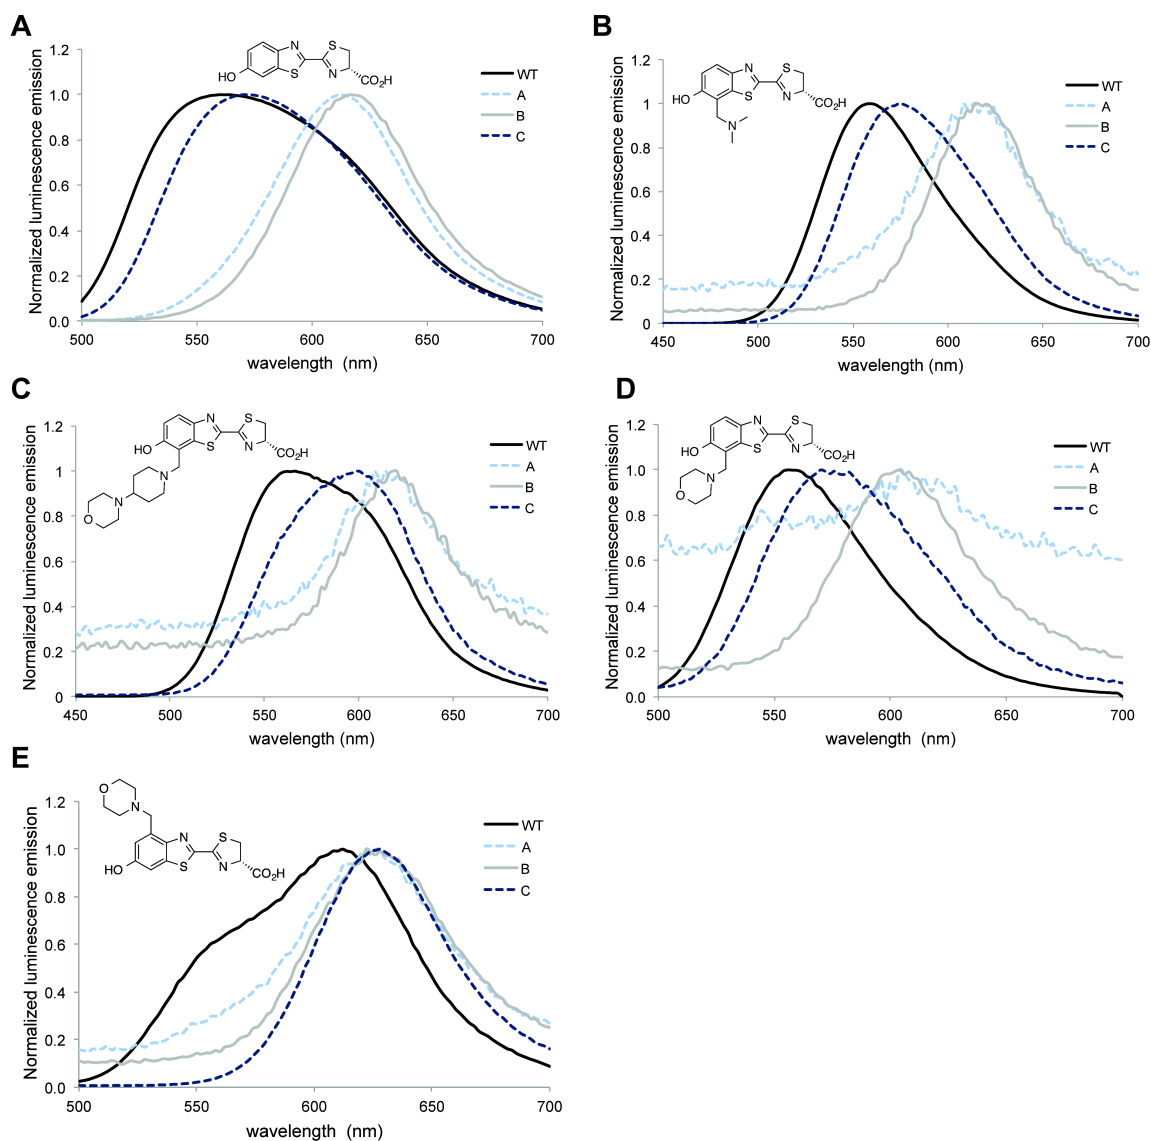 A
Normalized luminescence emission
1.2
1.0
0.8
0.6
0.4
0.2
0.0
500 550 600 650 700
wavelength (nm)
HO N S S N CO2H
WT
A
B
C
B
Normalized luminescence emission
1.2
1
0.8
0.6
0.4
0.2
0
450 500 550 600 650 700
wavelength (nm)
HO N S S N CO2H N
WT
A
B
C
C
Normalized luminescence emission
1.2
1
0.8
0.6
0.4
0.2
0
450 500 550 600 650 700
wavelength (nm)
HO N S S N CO2H N N O
WT
A
B
C
D
Normalized luminescence emission
1.2
1.0
0.8
0.6
0.4
0.2
0.0
500 550 600 650 700
wavelength (nm)
HO N S S N CO2H N O
WT
A
B
C
E
Normalized luminescence emission
1.2
1.0
0.8
0.6
0.4
0.2
0.0
500 550 600 650 700
wavelength (nm)
O N HO N S S N CO2H
WT
A
B
C